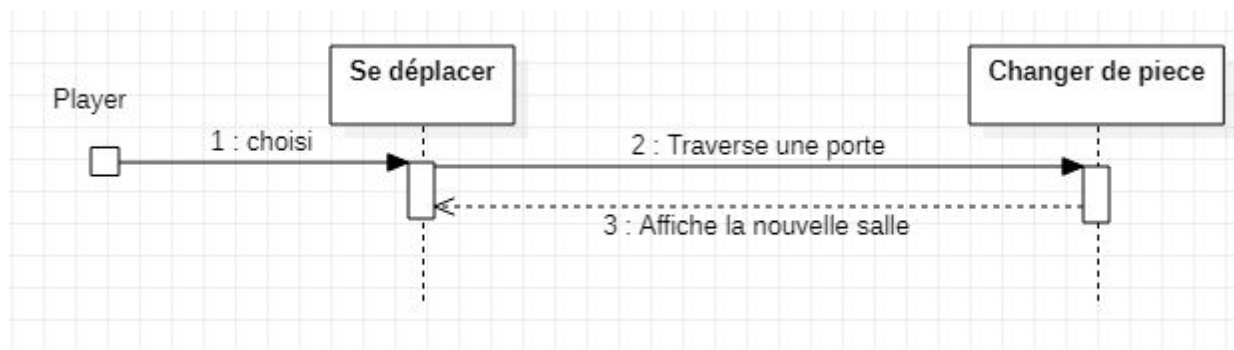 Se déplacer
Changer de piece
Player
1 : choisi
2 : Traverse une porte
3 : Affiche la nouvelle salle